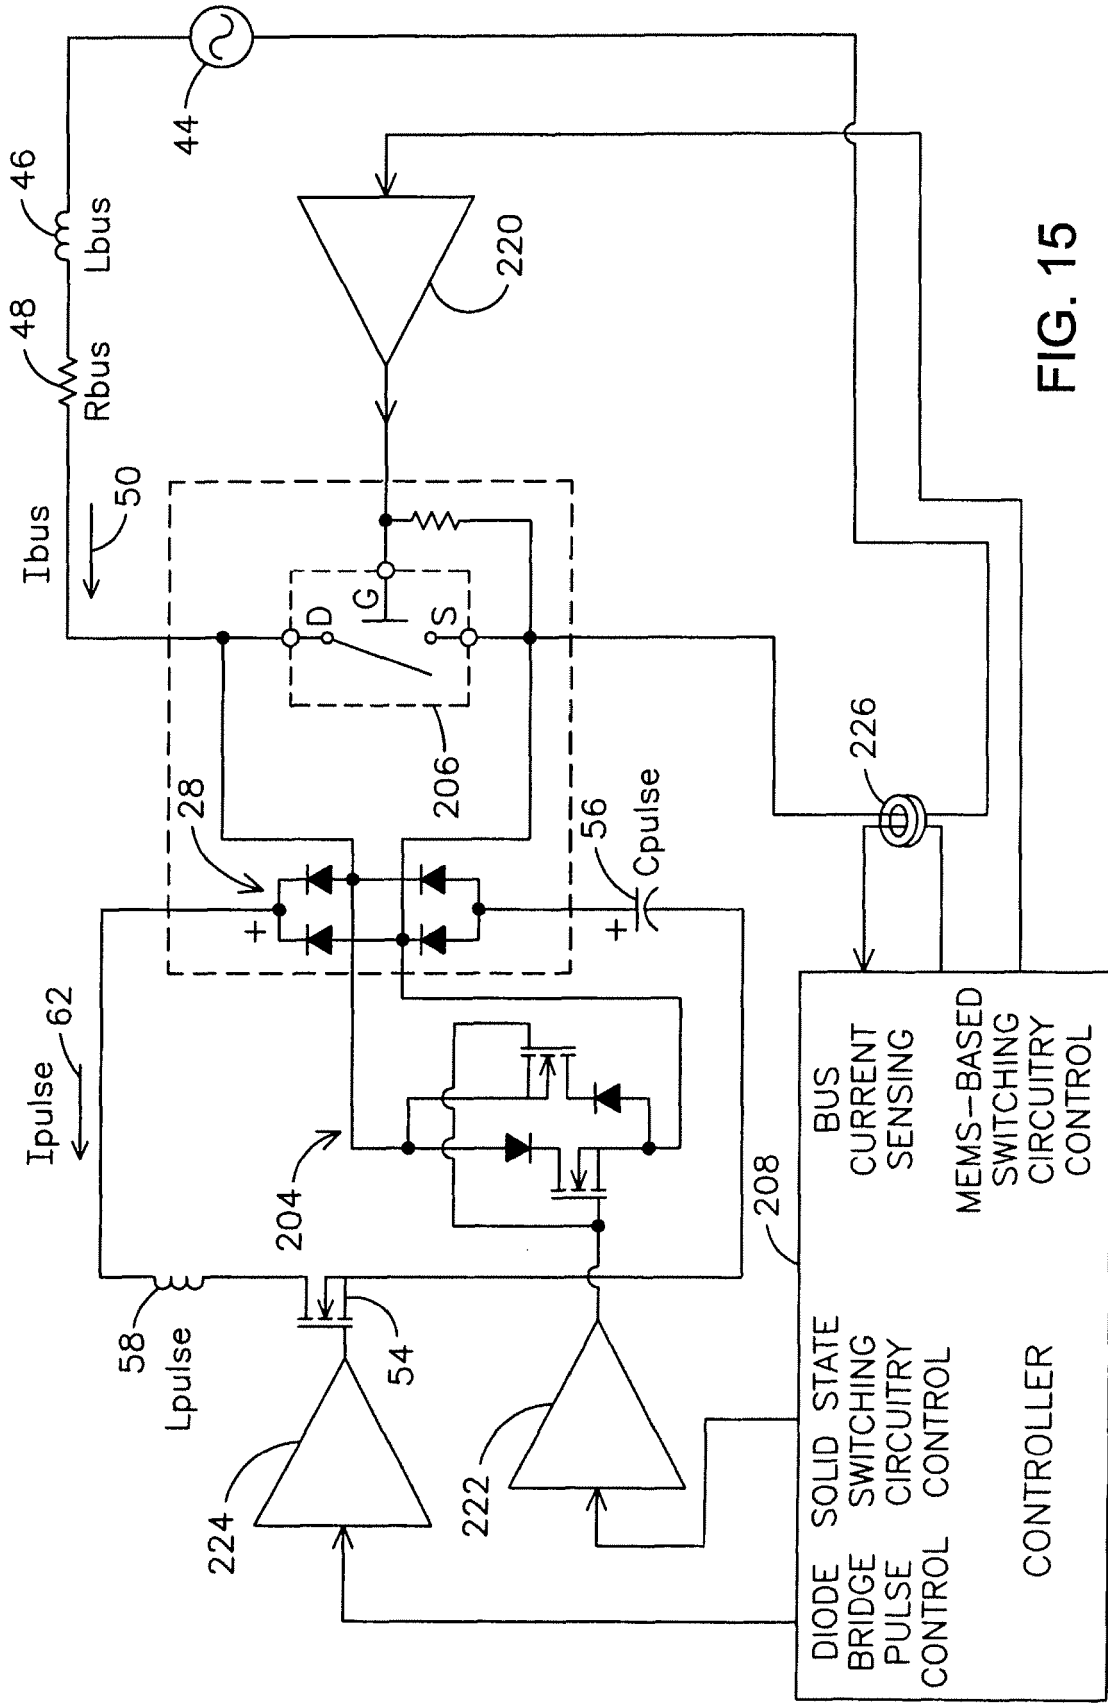 Ipulse
62
58
Lpulse
224
54
204
222
28
+
206
56
+
Cpulse
Ibus
50
48
Rbus
46
Lbus
44
D
G
S
220
226
208
DIODE
BRIDGE
PULSE
CONTROL
SOLID STATE
SWITCHING
CIRCUITRY
CONTROL
BUS
CURRENT
SENSING
MEMS-BASED
SWITCHING
CIRCUITRY
CONTROL
CONTROLLER
FIG. 15